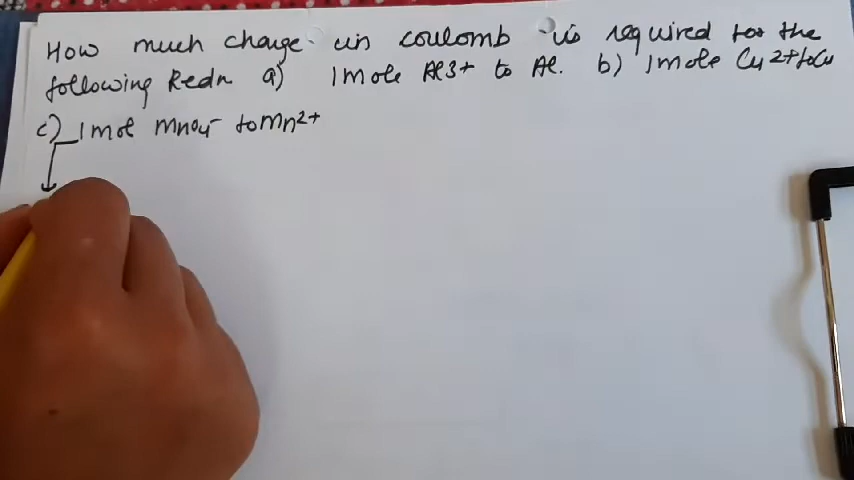 How much charge in coulomb is required for the
following Redn a) 1mole Al3+ to Al. b) 1mole Cu2+ to Cu
c) 1mol MnO4- to Mn2+